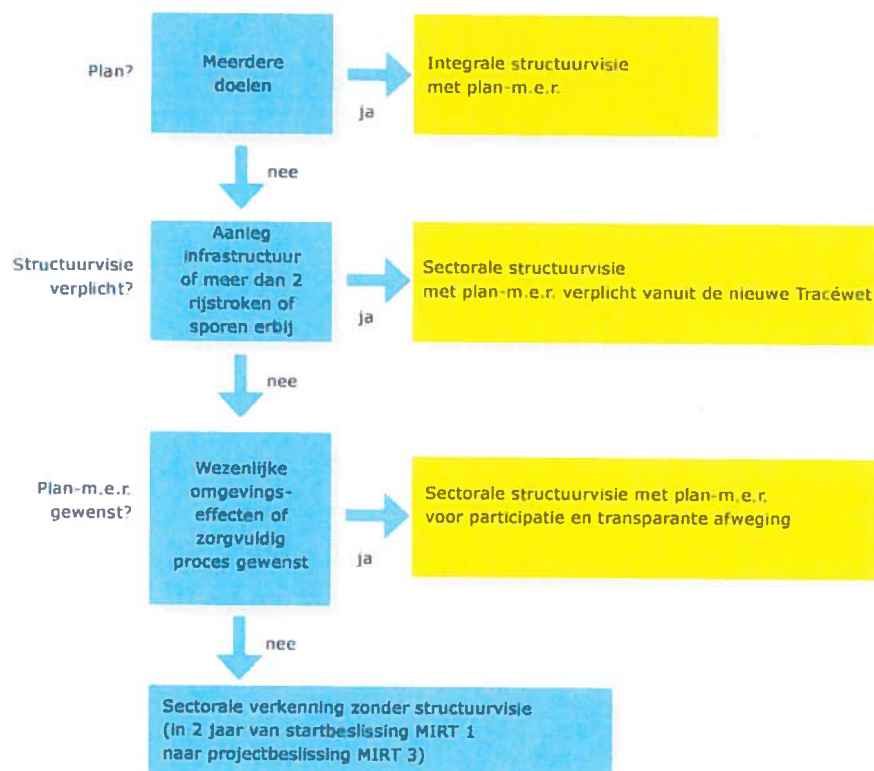 Plan?
Meerdere
doelen
ja
Integrale structuurvisie
met plan-m.e.r.
nee
Structuurvisie
verplicht?
Aanleg
infrastructuur
of meer dan 2
rijstroken of
sporen erbij
ja
Sectorale structuurvisie
met plan-m.e.r. verplicht vanuit de nieuwe Tracéwet
nee
Plan-m.e.r.
gewenst?
Wezenlijke
omgevings-
effecten of
zorgvuldig
proces gewenst
ja
Sectorale structuurvisie met plan-m.e.r.
voor participatie en transparante afweging
nee
Sectorale verkenning zonder structuurvisie
(in 2 jaar van startbeslissing MIRT 1
naar projectbeslissing MIRT 3)